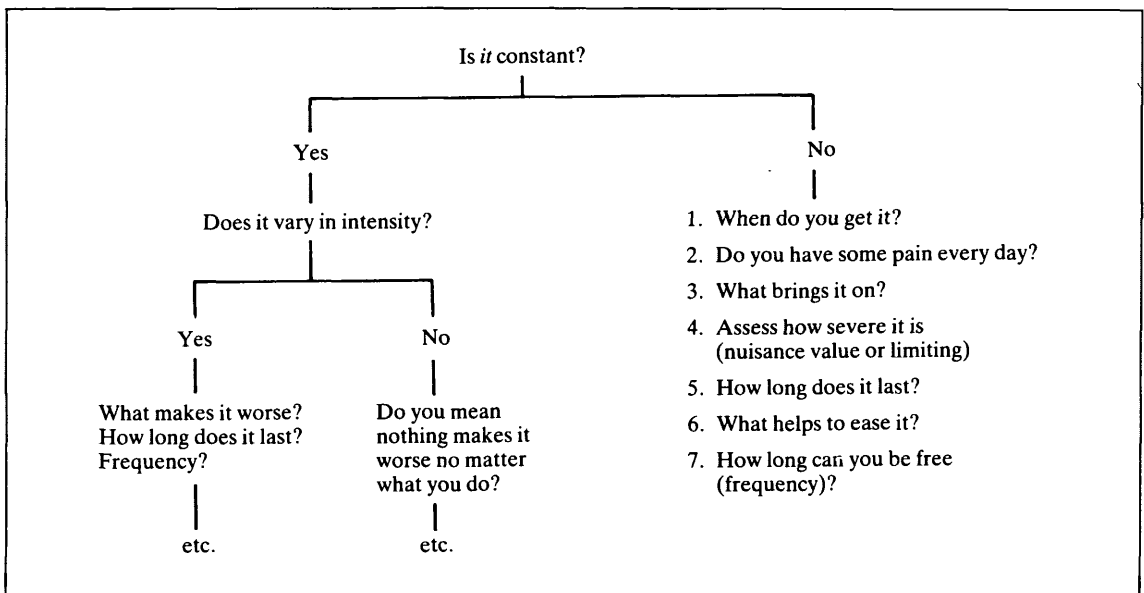 Is it constant?
Yes
No
Does it vary in intensity?
Yes
No
What makes it worse?
How long does it last?
Frequency?
etc.
Do you mean
nothing makes it
worse no matter
what you do?
etc.
1. When do you get it?
2. Do you have some pain every day?
3. What brings it on?
4. Assess how severe it is
(nuisance value or limiting)
5. How long does it last?
6. What helps to ease it?
7. How long can you be free
(frequency)?